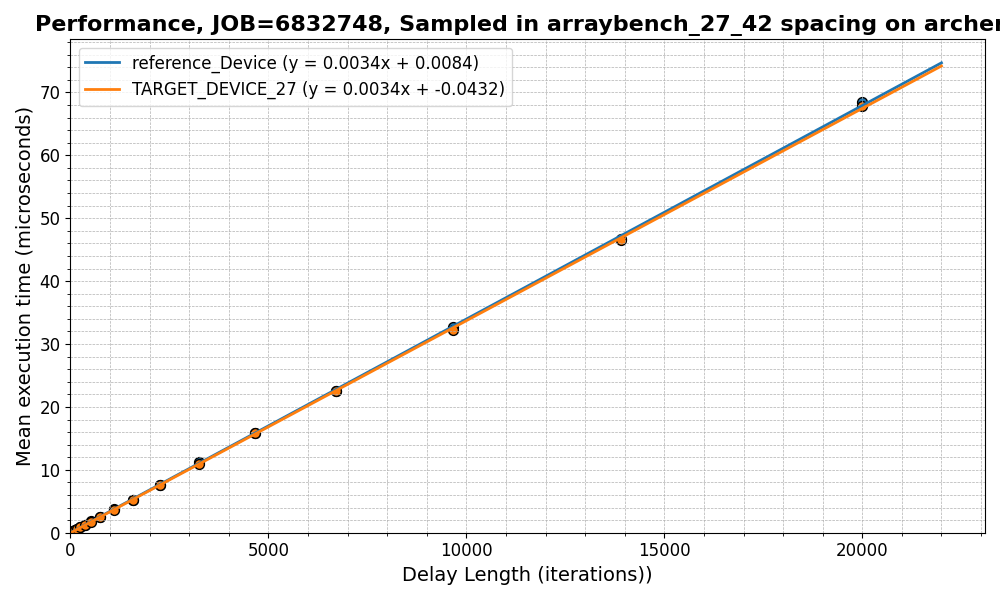 Performance, JOB=6832748, Sampled in arraybench_27_42 spacing on archer
reference_Device (y = 0.0034x + 0.0084)
TARGET_DEVICE_27 (y = 0.0034x + -0.0432)
Mean execution time (microseconds)
70
60
50
40
30
20
10
0
0 5000 10000 15000 20000
Delay Length (iterations))